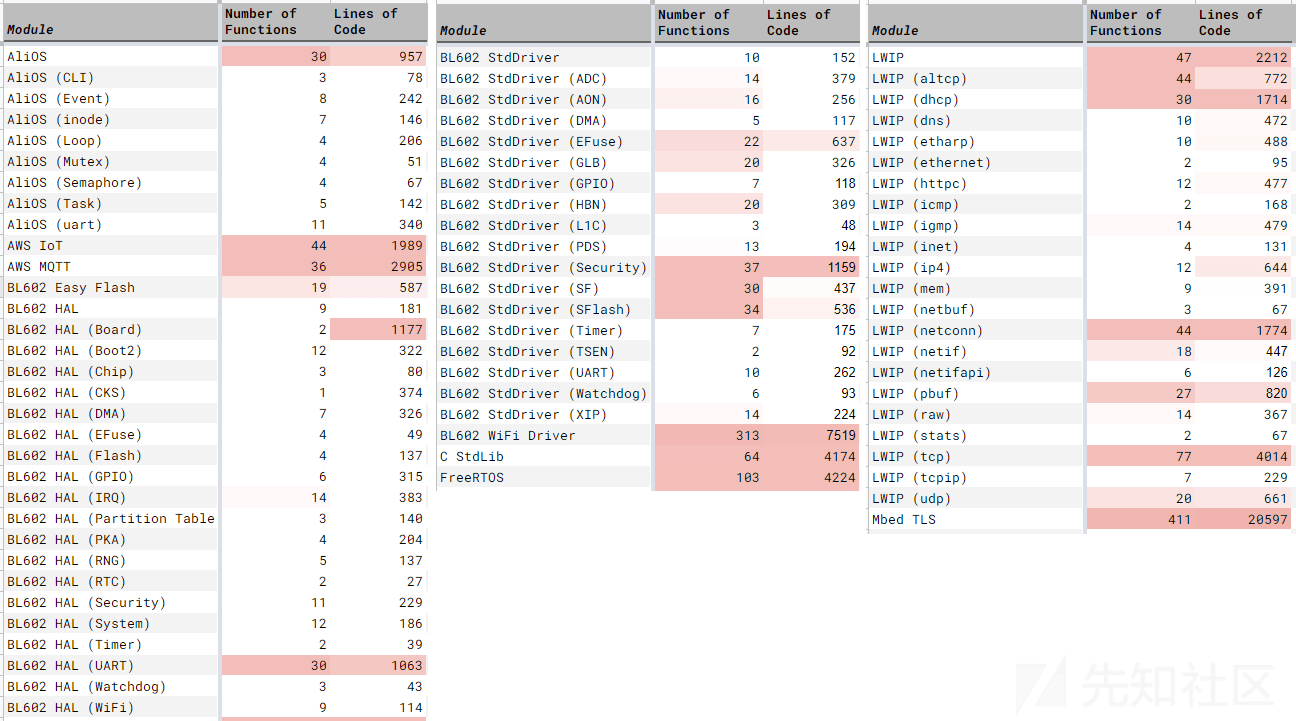 Module Number of Functions Lines of Code
AliOS 30 957
AliOS (CLI) 3 78
AliOS (Event) 8 242
AliOS (inode) 7 146
AliOS (Loop) 4 206
AliOS (Mutex) 4 51
AliOS (Semaphore) 4 67
AliOS (Task) 5 142
AliOS (uart) 11 340
AWS IoT 44 1989
AWS MQTT 36 2905
BL602 Easy Flash 19 587
BL602 HAL 9 181
BL602 HAL (Board) 2 1177
BL602 HAL (Boot2) 12 322
BL602 HAL (Chip) 3 80
BL602 HAL (CKS) 1 374
BL602 HAL (DMA) 7 326
BL602 HAL (EFuse) 4 49
BL602 HAL (Flash) 4 137
BL602 HAL (GPIO) 6 315
BL602 HAL (IRQ) 14 383
BL602 HAL (Partition Table 3 140
BL602 HAL (PKA) 4 204
BL602 HAL (RNG) 5 137
BL602 HAL (RTC) 2 27
BL602 HAL (Security) 11 229
BL602 HAL (System) 12 186
BL602 HAL (Timer) 2 39
BL602 HAL (UART) 30 1063
BL602 HAL (Watchdog) 3 43
BL602 HAL (WiFi) 9 114
Module Number of Functions Lines of Code
BL602 StdDriver 10 152
BL602 StdDriver (ADC) 14 379
BL602 StdDriver (AON) 16 256
BL602 StdDriver (DMA) 5 117
BL602 StdDriver (EFuse) 22 637
BL602 StdDriver (GLB) 20 326
BL602 StdDriver (GPIO) 7 118
BL602 StdDriver (HBN) 20 309
BL602 StdDriver (L1C) 3 48
BL602 StdDriver (PDS) 13 194
BL602 StdDriver (Security) 37 1159
BL602 StdDriver (SF) 30 437
BL602 StdDriver (SFlash) 34 536
BL602 StdDriver (Timer) 7 175
BL602 StdDriver (TSEN) 2 92
BL602 StdDriver (UART) 10 262
BL602 StdDriver (Watchdog) 6 93
BL602 StdDriver (XIP) 14 224
BL602 WiFi Driver 313 7519
C StdLib 64 4174
FreeRTOS 103 4224
Module Number of Functions Lines of Code
LWIP 47 2212
LWIP (altcp) 44 772
LWIP (dhcp) 30 1714
LWIP (dns) 10 472
LWIP (etharp) 10 488
LWIP (ethernet) 2 95
LWIP (httpc) 12 477
LWIP (icmp) 2 168
LWIP (igmp) 14 479
LWIP (inet) 4 131
LWIP (ip4) 12 644
LWIP (mem) 9 391
LWIP (netbuf) 3 67
LWIP (netconn) 44 1774
LWIP (netif) 18 447
LWIP (netifapi) 6 126
LWIP (pbuf) 27 820
LWIP (raw) 14 367
LWIP (stats) 2 67
LWIP (tcp) 77 4014
LWIP (tcpip) 7 229
LWIP (udp) 20 661
Mbed TLS 411 20597
先知社区